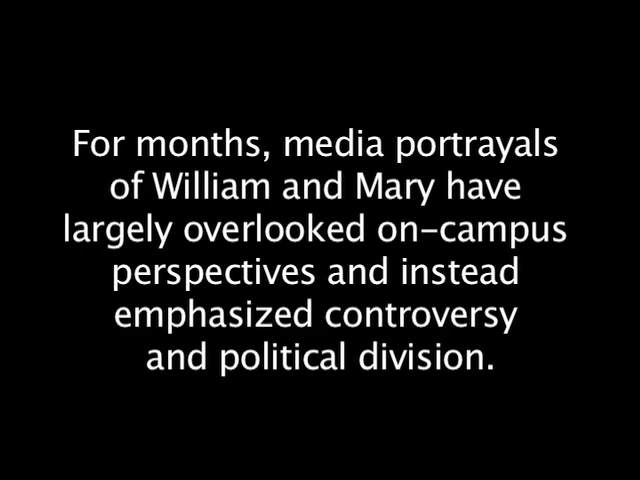 For months, media portrayals
of William and Mary have
largely overlooked on-campus
perspectives and instead
emphasized controversy
and political division.